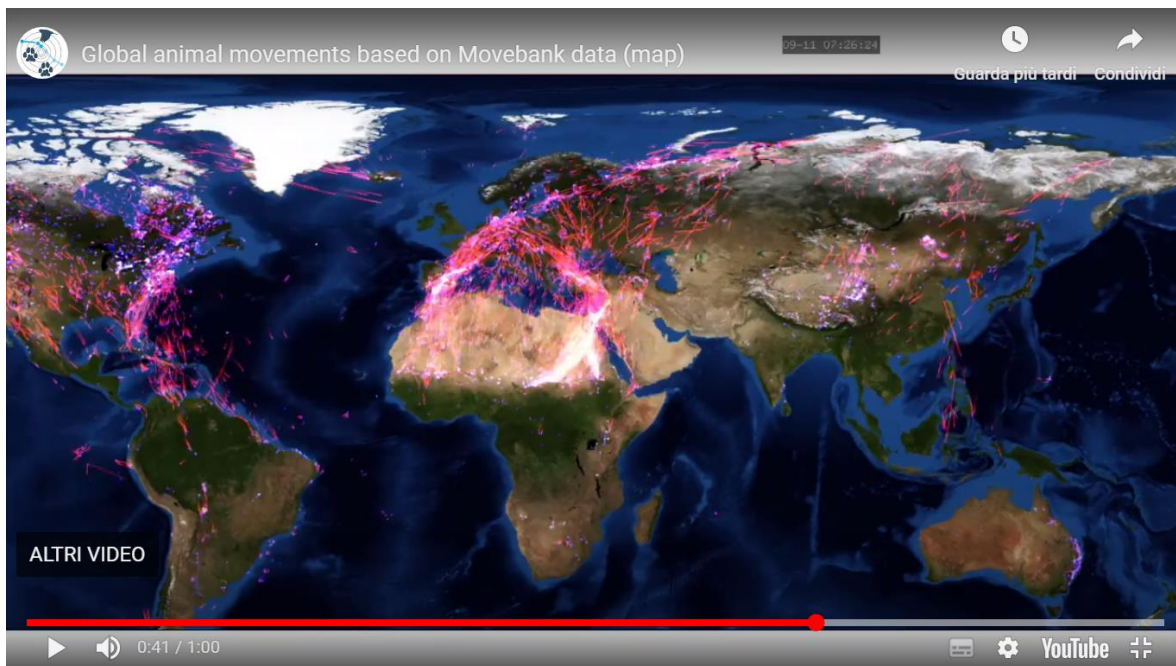 Global animal movements based on Movebank data (map)
09-11 07:26:24
Guarda più tardi
Condividi
ALTRI VIDEO
0:41 / 1:00
YouTube